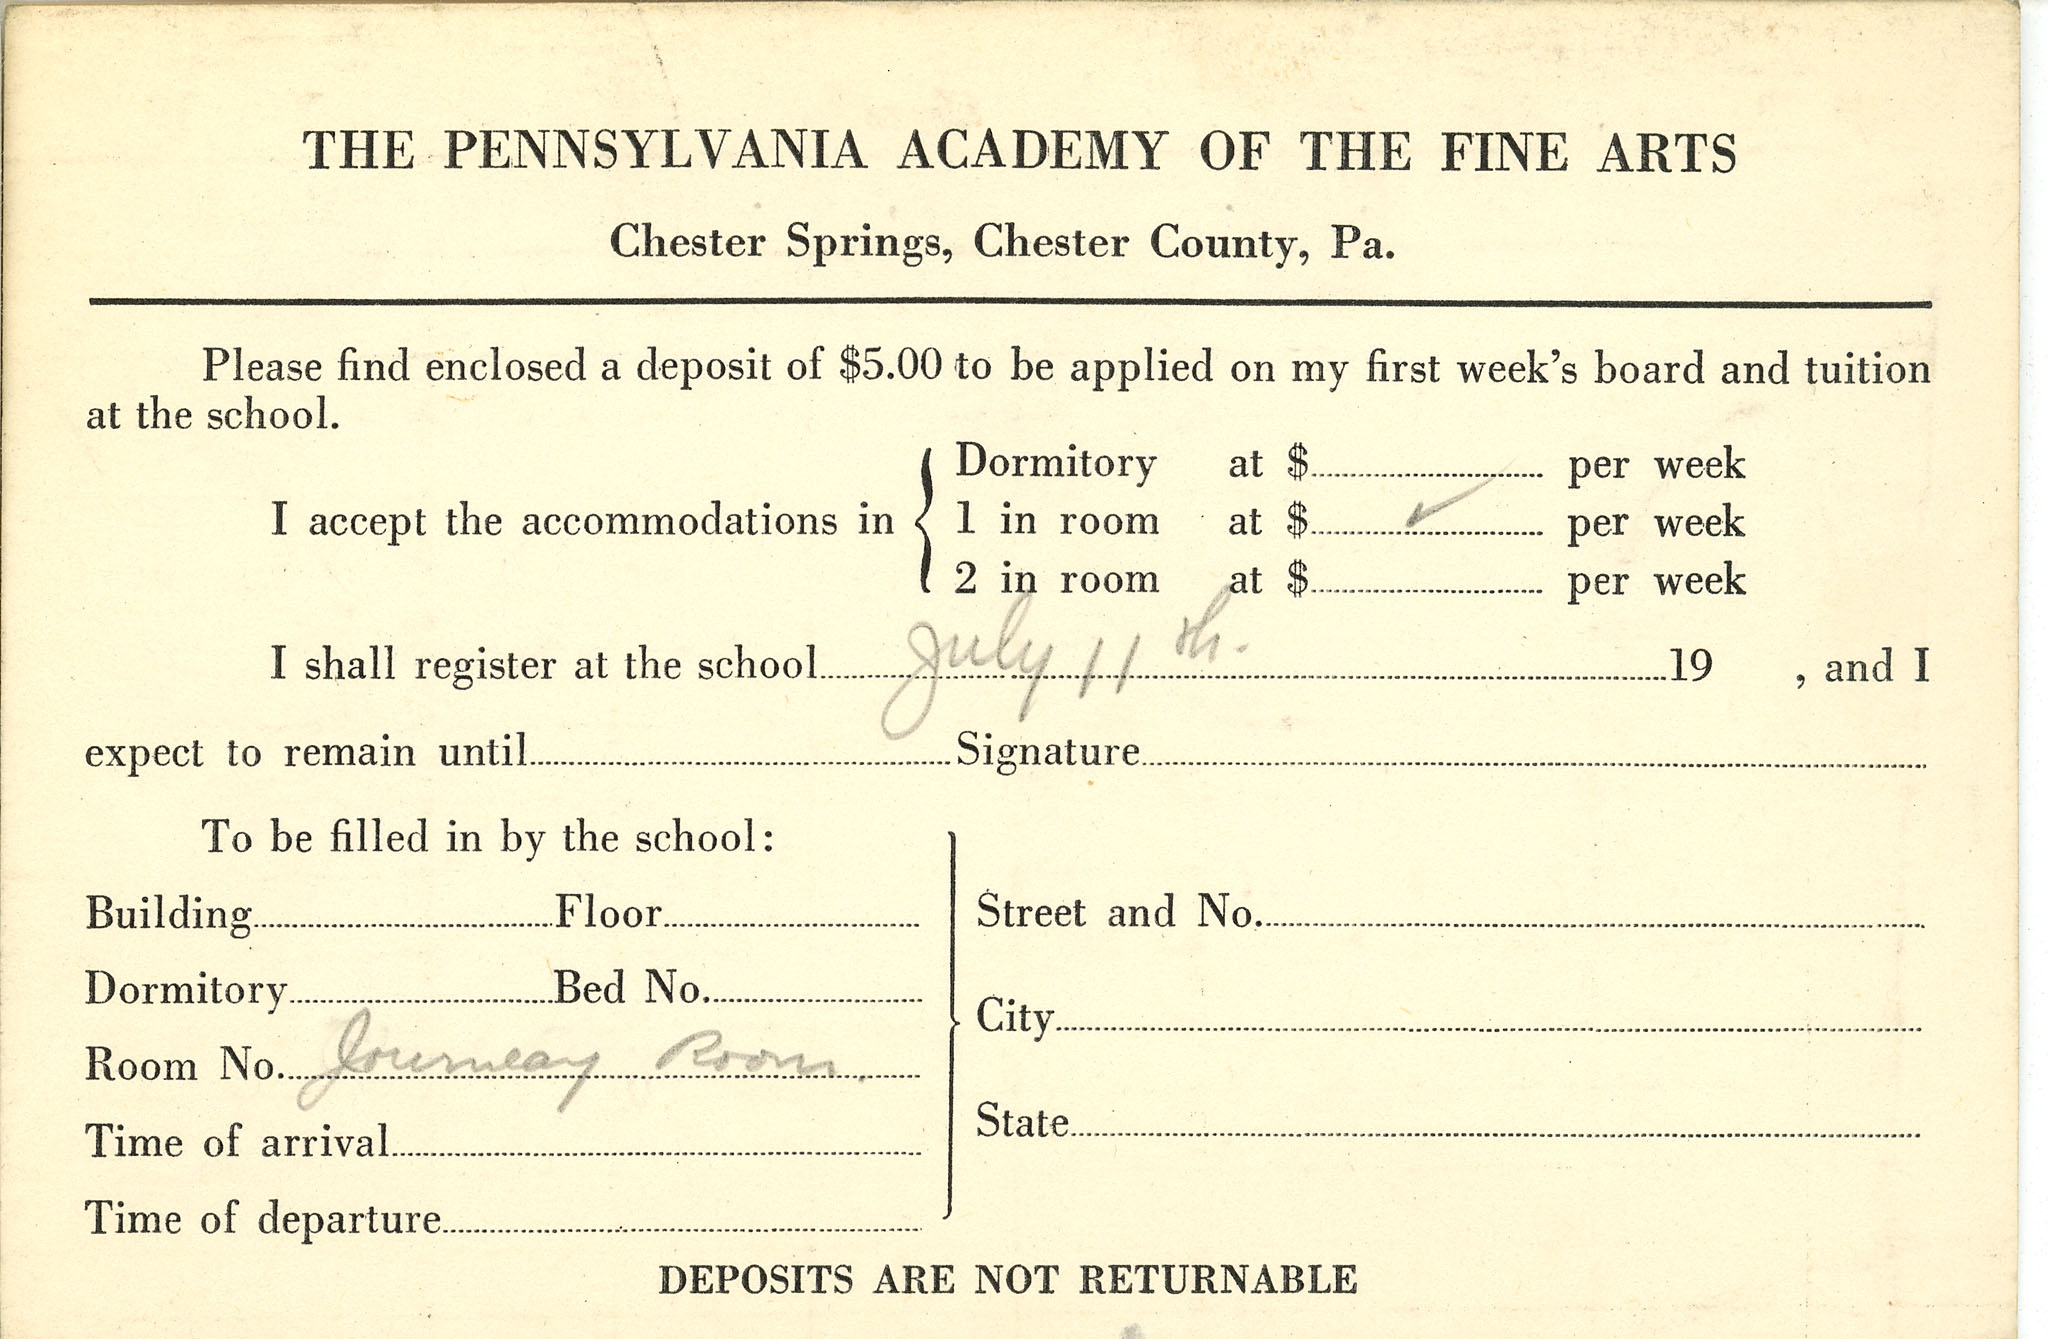 THE PENNSYLVANIA ACADEMY OF THE FINE ARTS
Chester Springs, Chester County, Pa.
Please find enclosed a deposit of $5.00 to be applied on my first week's board and tuition
at the school.
Dormitory at $ per week
I accept the accommodations in { 1 in room at $ ✓ per week
2 in room at $ per week
I shall register at the school July 11th. 19 , and I
expect to remain until Signature
To be filled in by the school:
Building Floor
Dormitory Bed No.
Room No. Journeay Room.
Time of arrival
Time of departure
Street and No.
City
State
DEPOSITS ARE NOT RETURNABLE